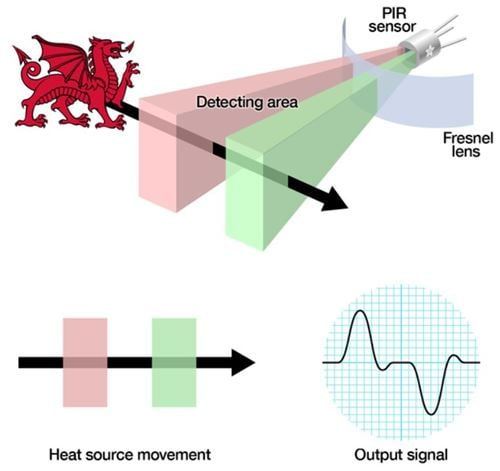 PIR
sensor
Detecting area
Fresnel
lens
Heat source movement
Output signal